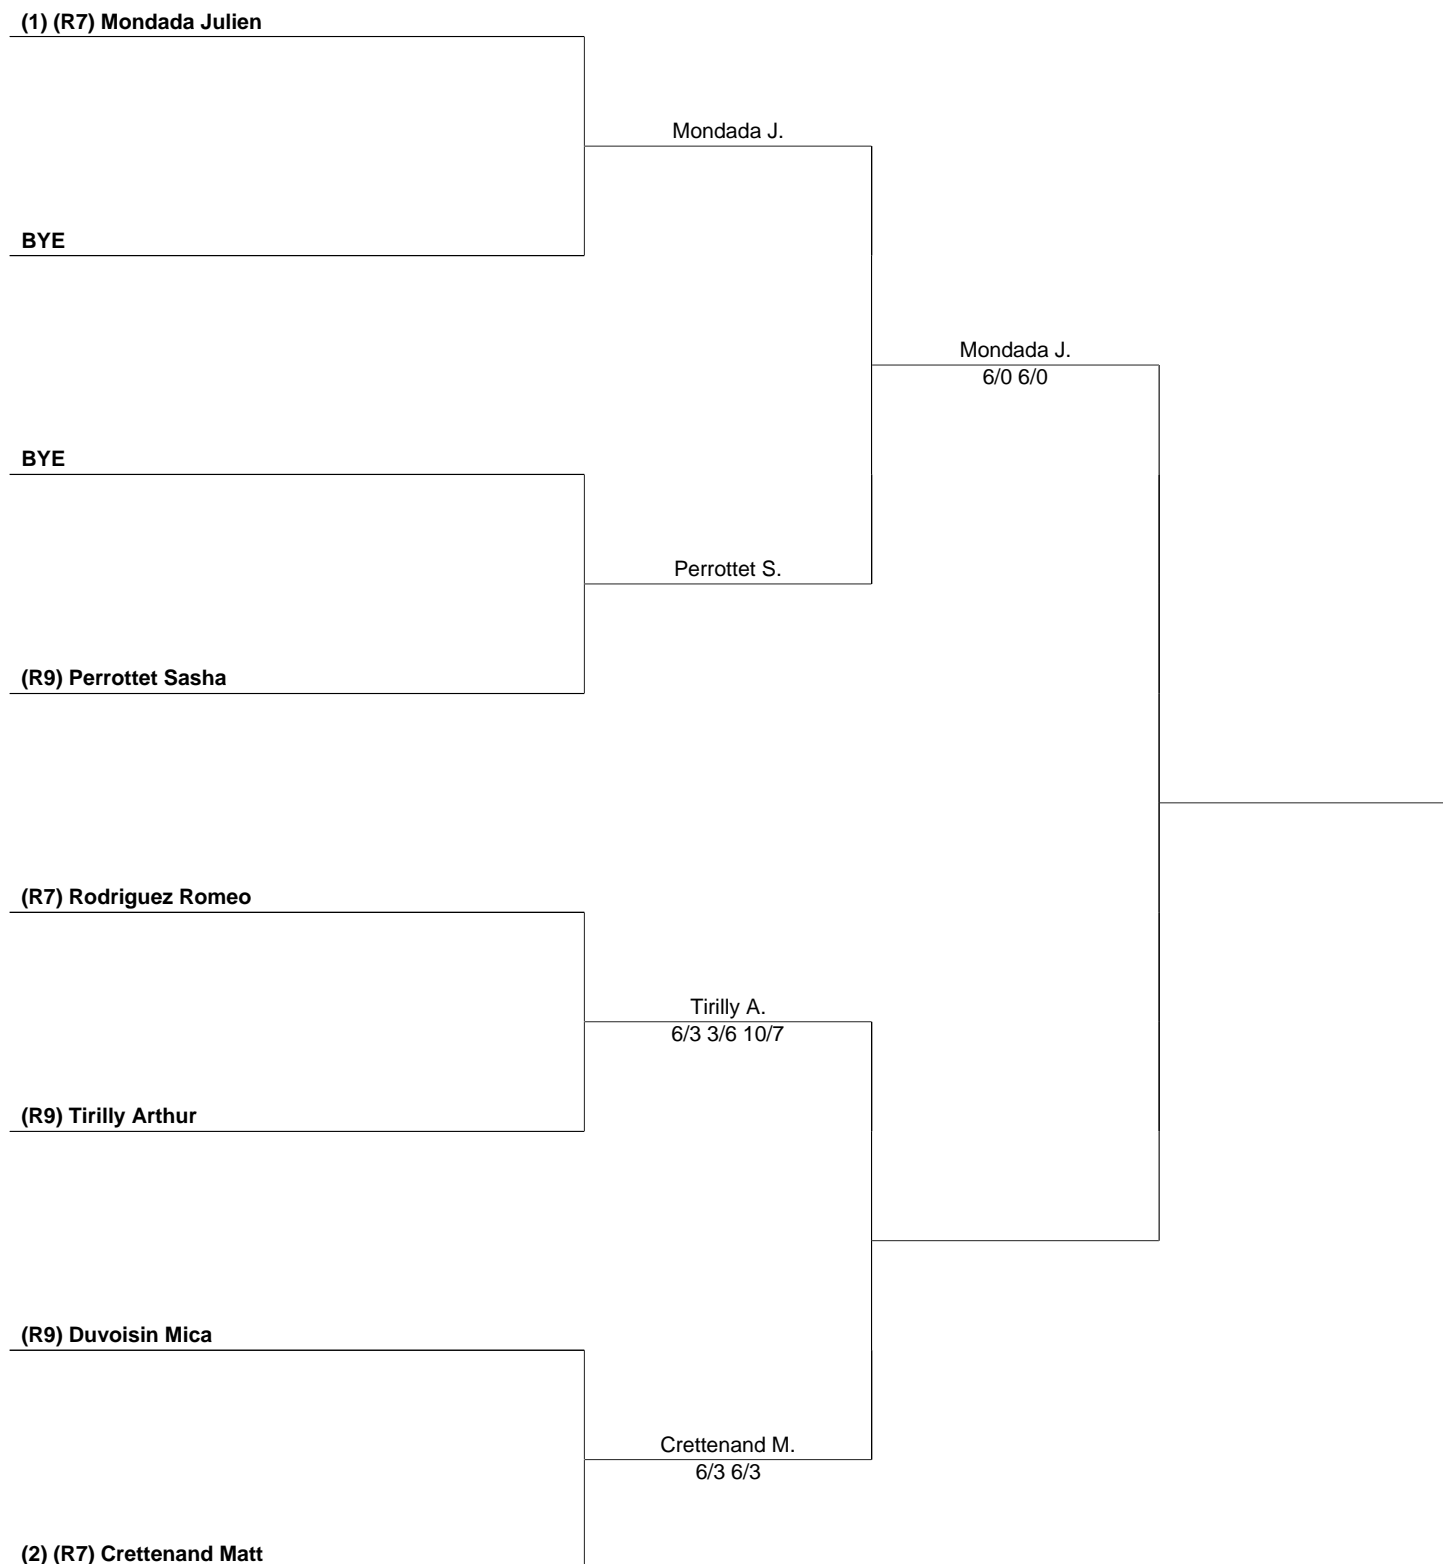 (1) (R7) Mondada Julien
Mondada J.
BYE
Mondada J.
6/0 6/0
BYE
Perrottet S.
(R9) Perrottet Sasha
(R7) Rodriguez Romeo
Tirilly A.
6/3 3/6 10/7
(R9) Tirilly Arthur
(R9) Duvoisin Mica
Crettenand M.
6/3 6/3
(2) (R7) Crettenand Matt